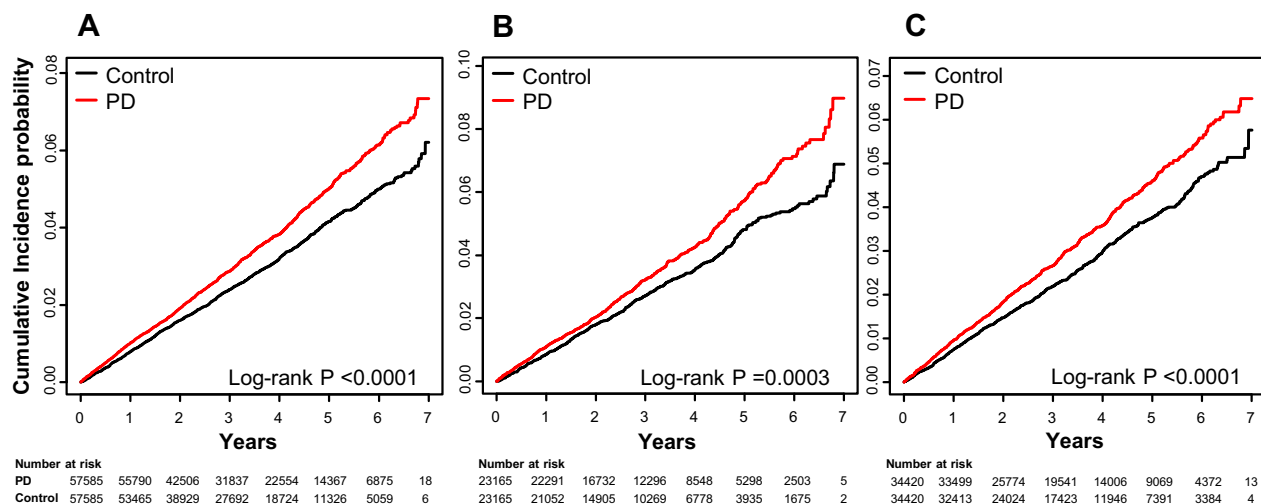 A
B
C
Cumulative Incidence probability
0.08
0.06
0.04
0.02
0.00
Control
PD
Log-rank P <0.0001
0 1 2 3 4 5 6 7
Years
0.10
0.08
0.06
0.04
0.02
0.00
Control
PD
Log-rank P =0.0003
0 1 2 3 4 5 6 7
Years
0.07
0.06
0.05
0.04
0.03
0.02
0.01
0.00
Control
PD
Log-rank P <0.0001
0 1 2 3 4 5 6 7
Years
Number at risk
PD 57585 55790 42506 31837 22554 14367 6875 18
Control 57585 53465 38929 27692 18724 11326 5059 6
Number at risk
23165 22291 16732 12296 8548 5298 2503 5
23165 21052 14905 10269 6778 3935 1675 2
Number at risk
34420 33499 25774 19541 14006 9069 4372 13
34420 32413 24024 17423 11946 7391 3384 4